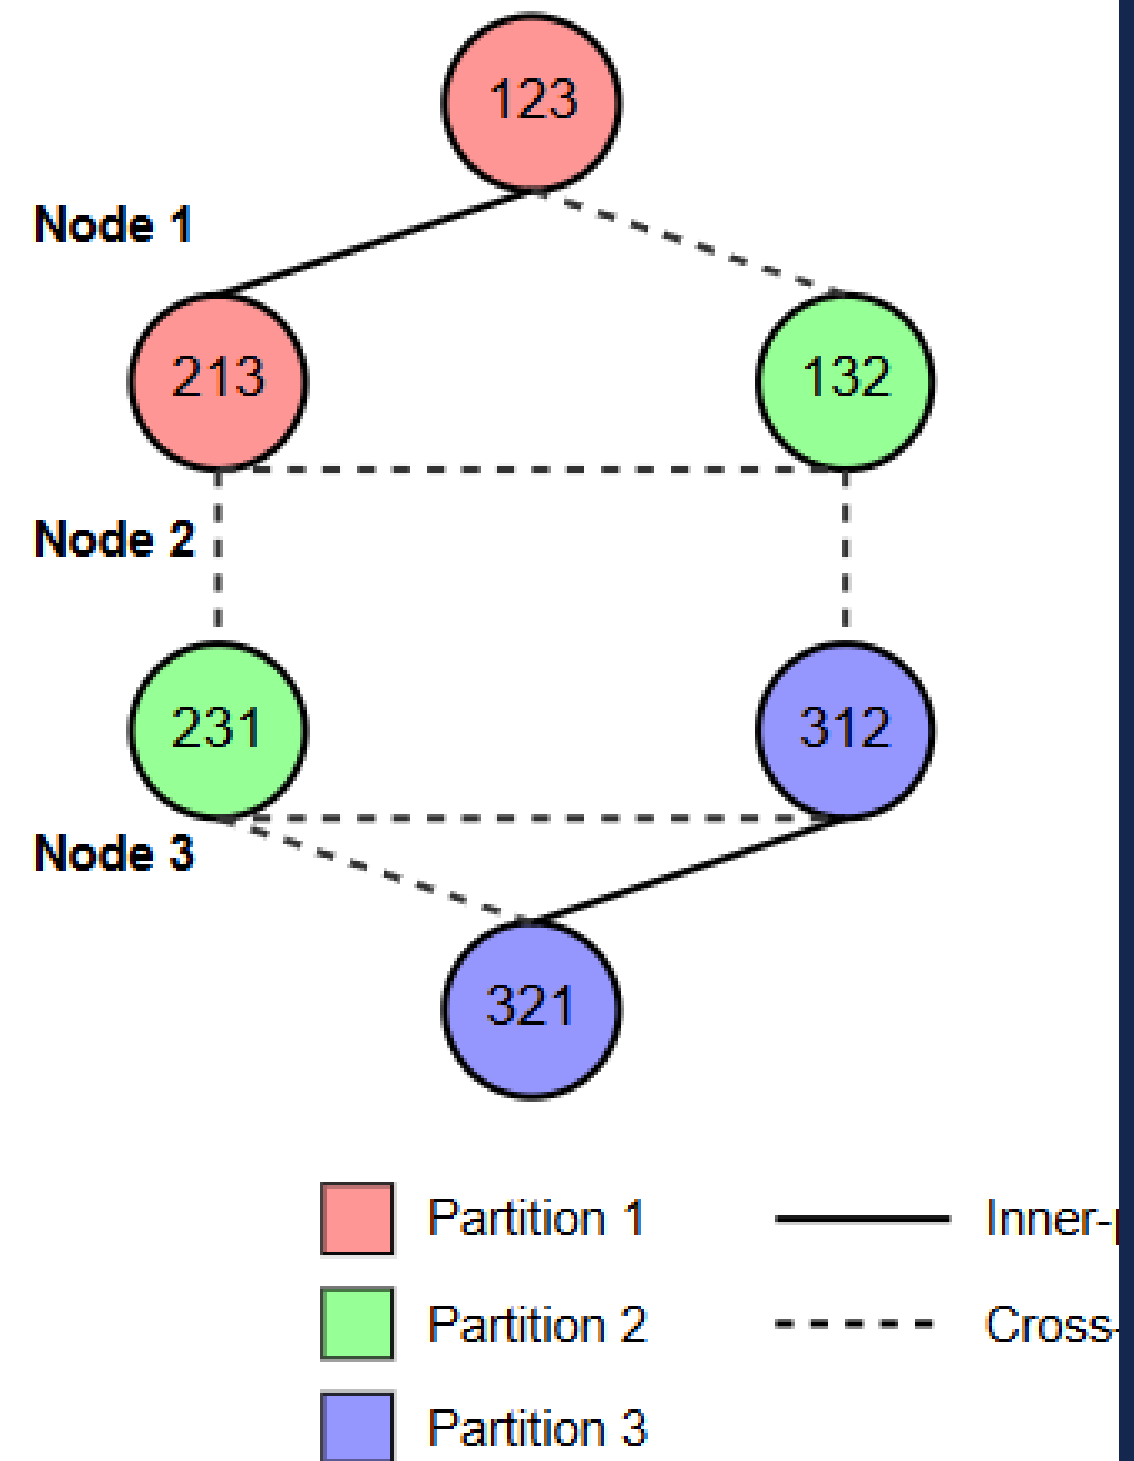 123
Node 1
213
132
Node 2
231
312
Node 3
321
Partition 1
Inner-
Partition 2
Cross-
Partition 3